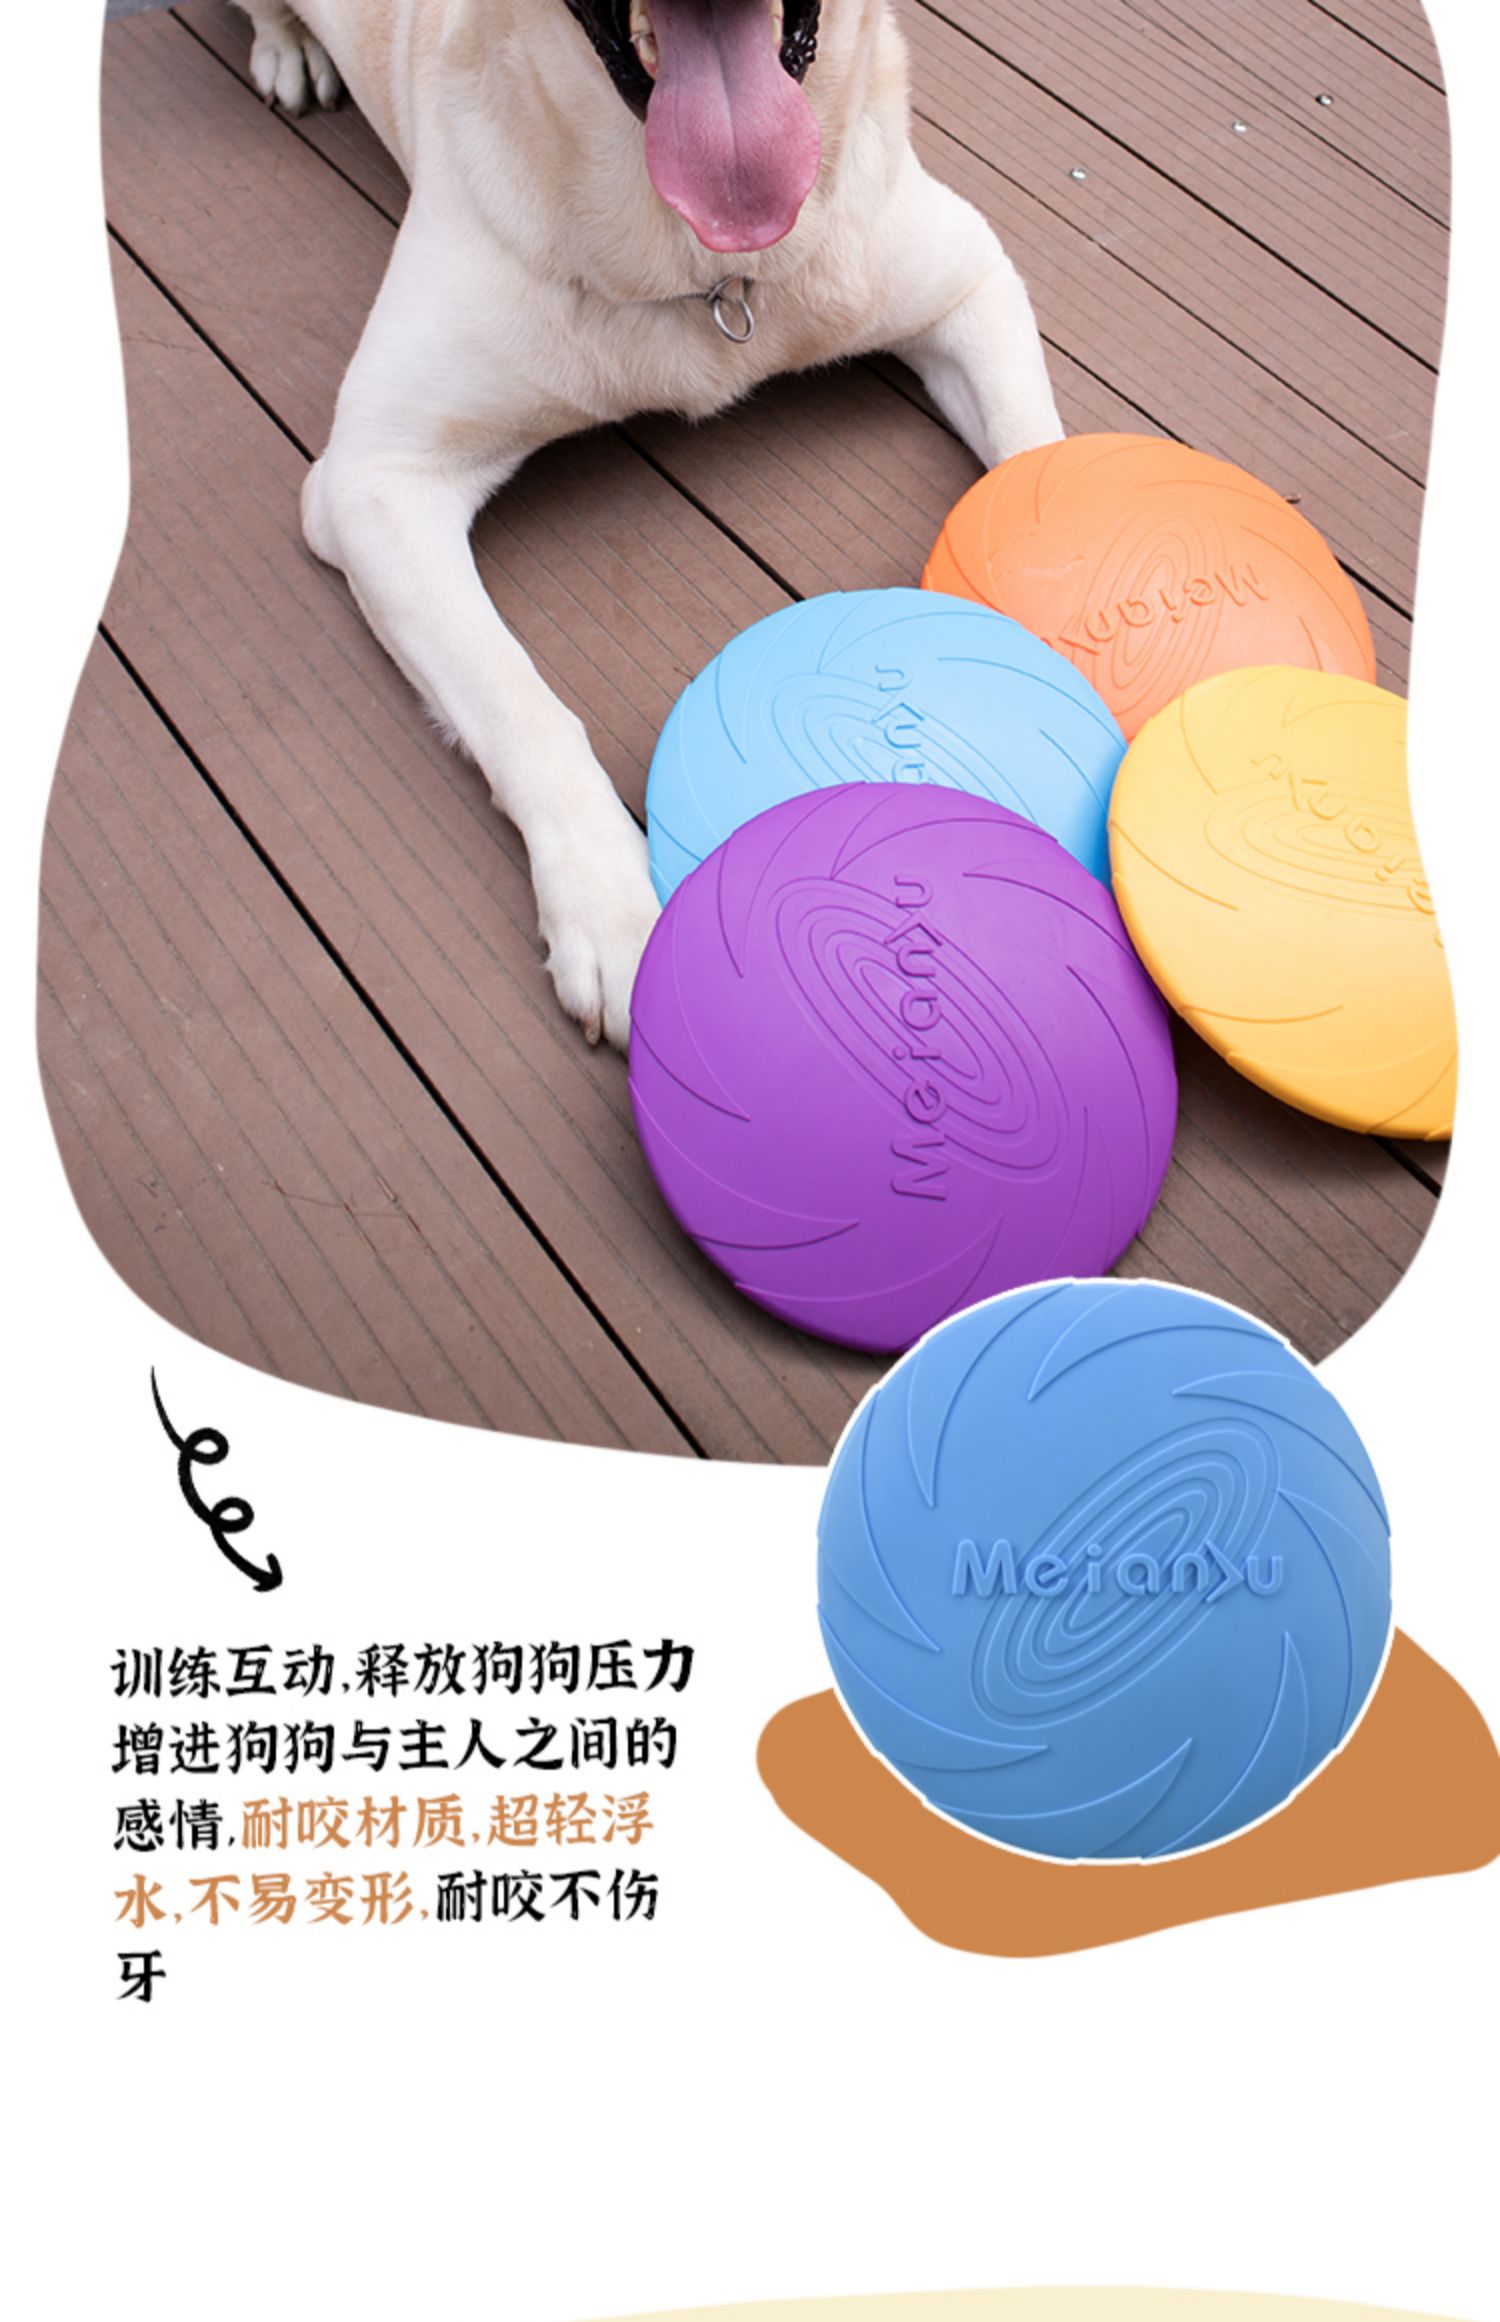 Meianyu
Meianyu
Meianyu
训练互动,释放狗狗压力
增进狗狗与主人之间的
感情,耐咬材质,超轻浮
水,不易变形,耐咬不伤
牙